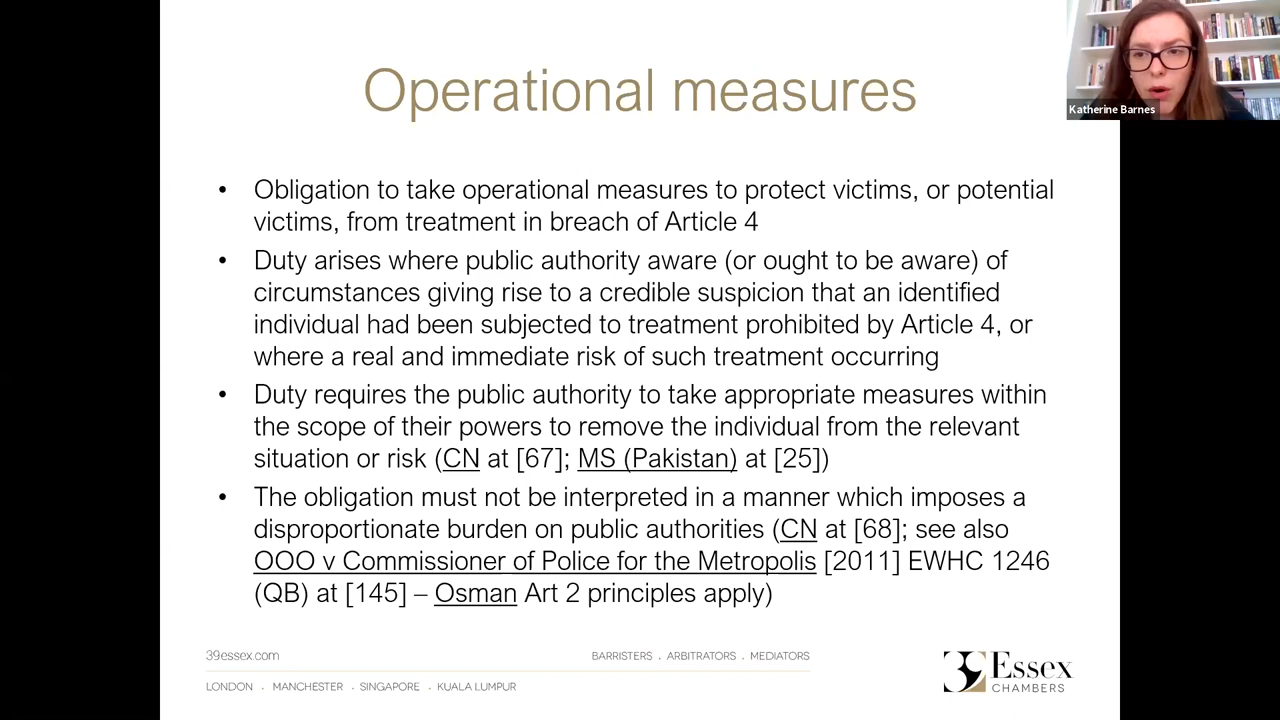 Operational measures
Katherine Barnes
• Obligation to take operational measures to protect victims, or potential
victims, from treatment in breach of Article 4
• Duty arises where public authority aware (or ought to be aware) of
circumstances giving rise to a credible suspicion that an identified
individual had been subjected to treatment prohibited by Article 4, or
where a real and immediate risk of such treatment occurring
• Duty requires the public authority to take appropriate measures within
the scope of their powers to remove the individual from the relevant
situation or risk (CN at [67]; MS (Pakistan) at [25])
• The obligation must not be interpreted in a manner which imposes a
disproportionate burden on public authorities (CN at [68]; see also
OOO v Commissioner of Police for the Metropolis [2011] EWHC 1246
(QB) at [145] – Osman Art 2 principles apply)
39essex.com
BARRISTERS . ARBITRATORS . MEDIATORS
LONDON . MANCHESTER . SINGAPORE . KUALA LUMPUR
39 Essex
CHAMBERS